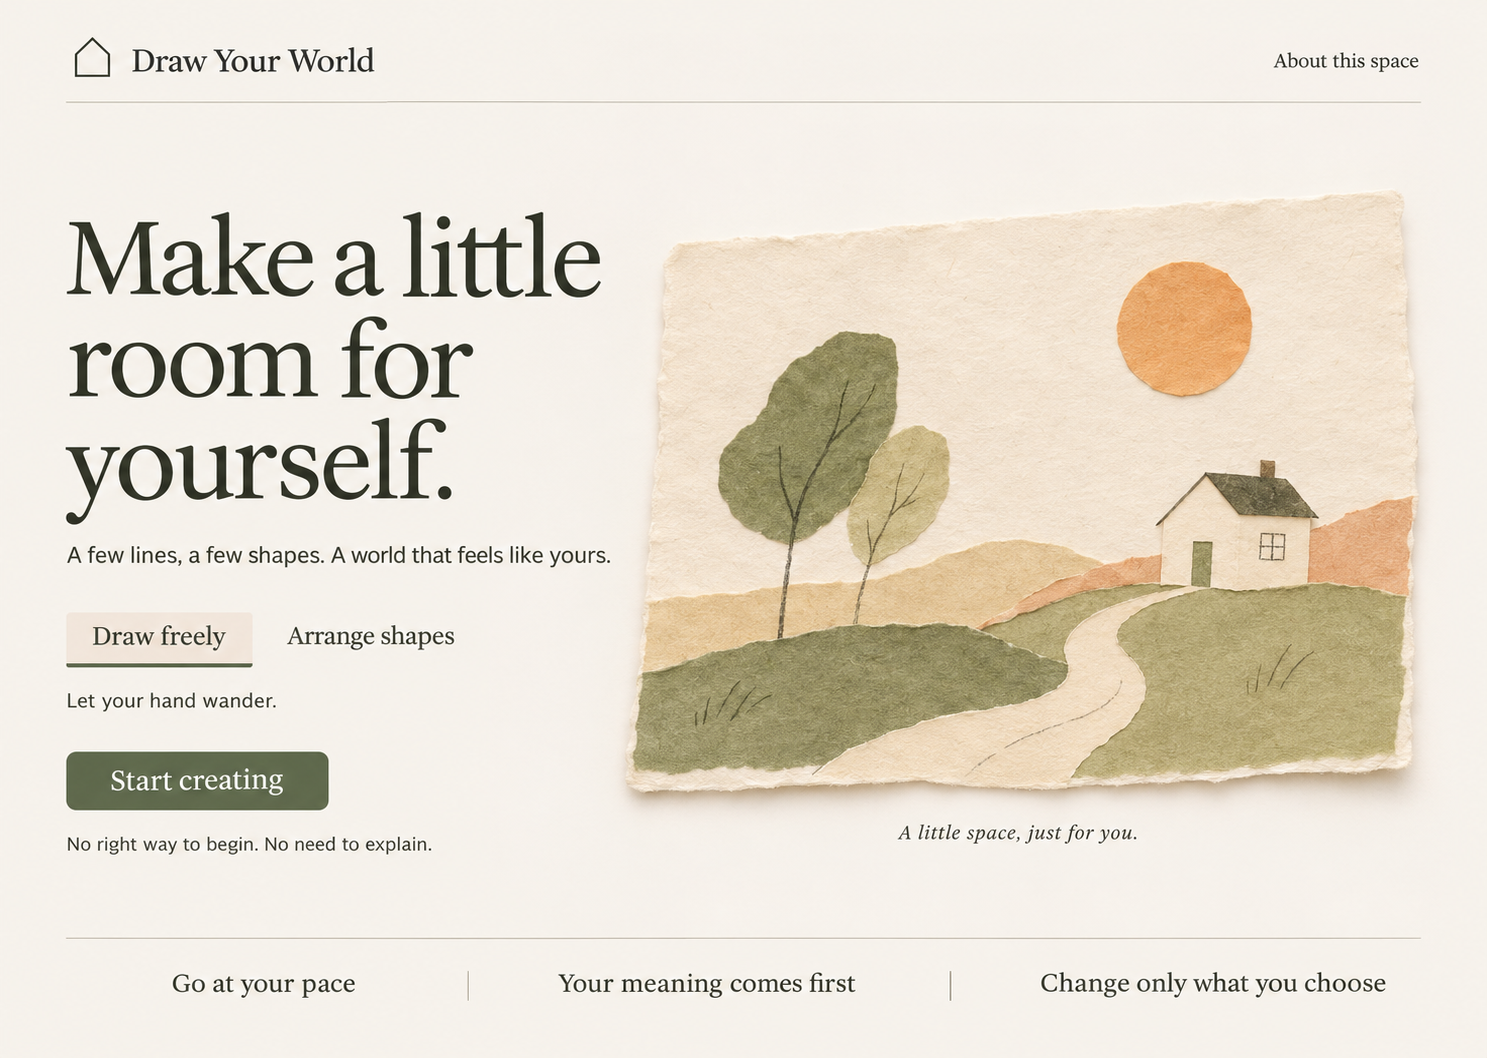 Draw Your World
About this space
Make a little
room for
yourself.
A few lines, a few shapes. A world that feels like yours.
Draw freely
Arrange shapes
Let your hand wander.
Start creating
No right way to begin. No need to explain.
A little space, just for you.
Go at your pace
Your meaning comes first
Change only what you choose